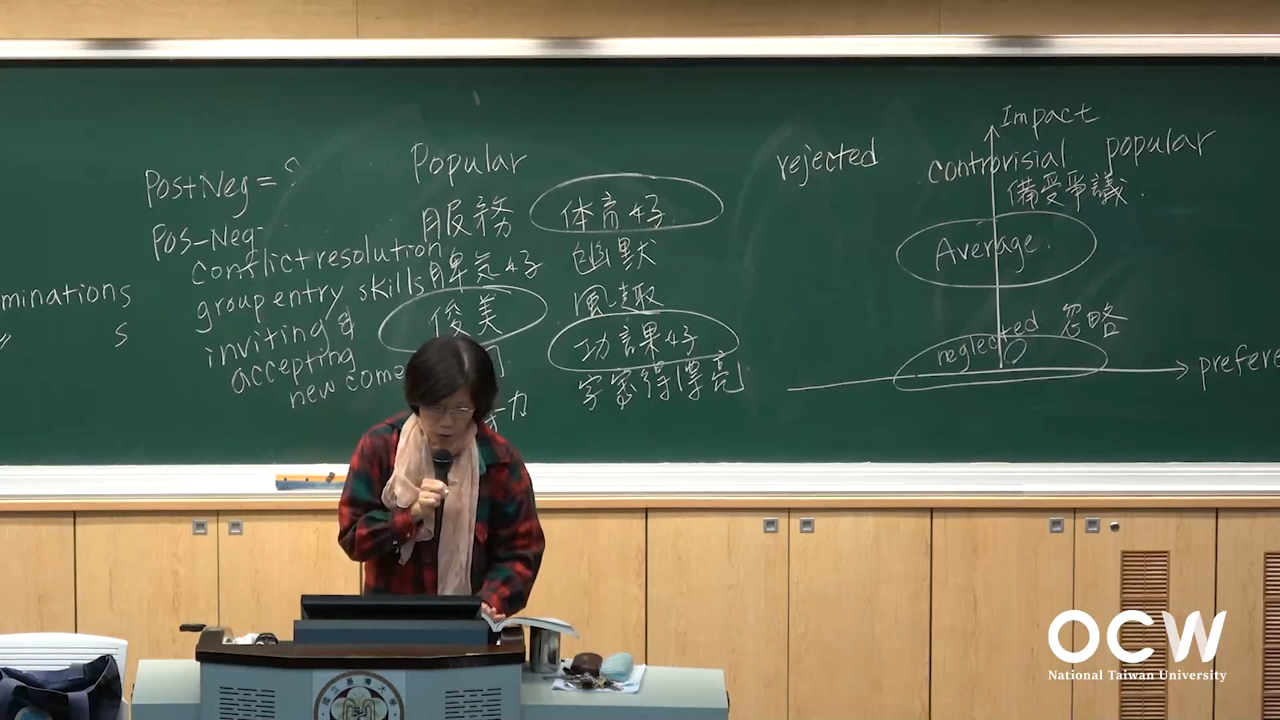 minations
s
Pos+Neg=
Pos-Neg
conflict resolution
group entry skills
inviting &
accepting
new come
Popular
服務
脾氣好
俊美
体育好
幽默
風趣
功課好
字寫得漂亮
rejected
Impact
controrisial
popular
備受爭議
Average
neglected 忽略
prefere
OCW
National Taiwan University